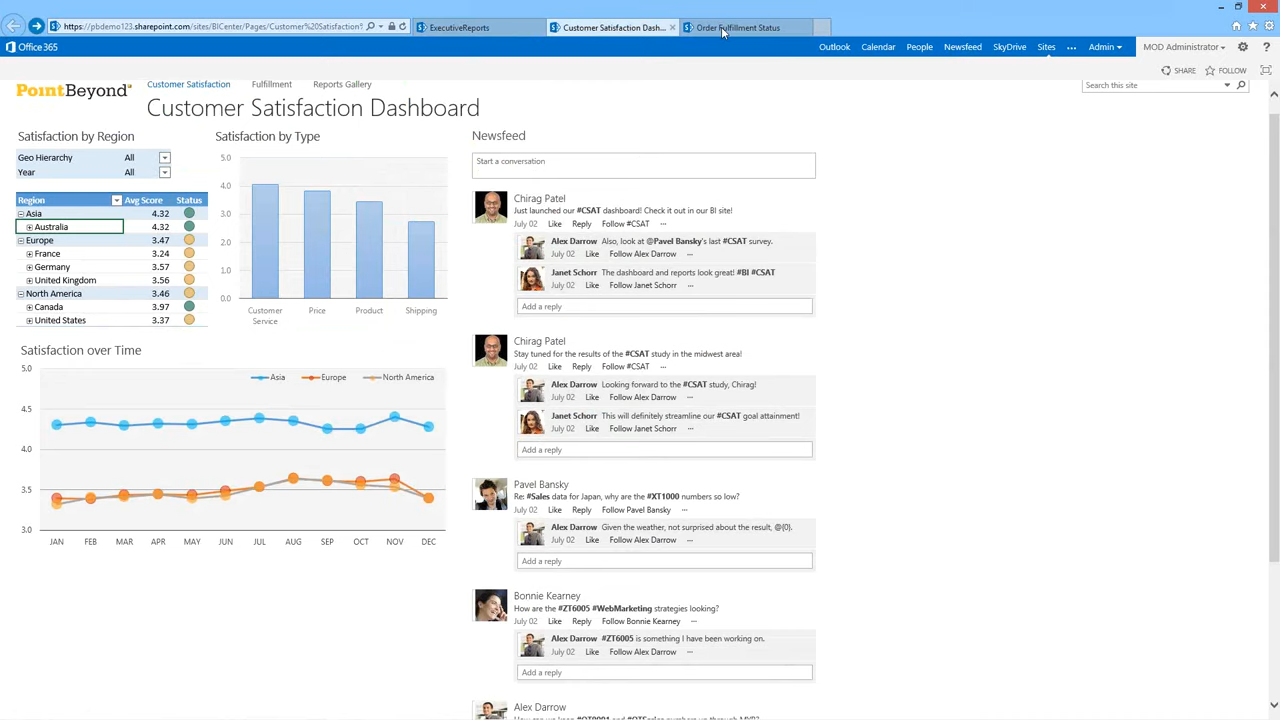 https://pbdemo123.sharepoint.com/sites/BICenter/Pages/Customer%20Satisfaction%
ExecutiveReports
Customer Satisfaction Dash...
Order Fulfillment Status
Office 365
Outlook Calendar People Newsfeed SkyDrive Sites ... Admin
MOD Administrator
?
SHARE FOLLOW
PointBeyond
Customer Satisfaction Fulfillment Reports Gallery
Search this site
Customer Satisfaction Dashboard
Satisfaction by Region
Geo Hierarchy All
Year All
Region Avg Score Status
Asia 4.32
Australia 4.32
Europe 3.47
France 3.24
Germany 3.57
United Kingdom 3.56
North America 3.46
Canada 3.97
United States 3.37
Satisfaction by Type
5.0
4.0
3.0
2.0
1.0
0.0
Customer Service Price Product Shipping
Satisfaction over Time
Asia Europe North America
5.0
4.5
4.0
3.5
3.0
JAN FEB MAR APR MAY JUN JUL AUG SEP OCT NOV DEC
Newsfeed
Start a conversation
Chirag Patel
Just launched our #CSAT dashboard! Check it out in our BI site!
July 02 Like Reply Follow #CSAT ...
Alex Darrow Also, look at @Pavel Bansky's last #CSAT survey.
July 02 Like Follow Alex Darrow ...
Janet Schorr The dashboard and reports look great! #BI #CSAT
July 02 Like Follow Janet Schorr ...
Add a reply
Chirag Patel
Stay tuned for the results of the #CSAT study in the midwest area!
July 02 Like Reply Follow #CSAT ...
Alex Darrow Looking forward to the #CSAT study, Chirag!
July 02 Like Follow Alex Darrow ...
Janet Schorr This will definitely streamline our #CSAT goal attainment!
July 02 Like Follow Janet Schorr ...
Add a reply
Pavel Bansky
Re: #Sales data for Japan, why are the #XT1000 numbers so low?
July 02 Like Reply Follow Pavel Bansky ...
Alex Darrow Given the weather, not surprised about the result, @{0}.
July 02 Like Follow Alex Darrow ...
Add a reply
Bonnie Kearney
How are the #ZT6005 #WebMarketing strategies looking?
July 02 Like Reply Follow Bonnie Kearney ...
Alex Darrow #ZT6005 is something I have been working on.
July 02 Like Follow Alex Darrow ...
Add a reply
Alex Darrow